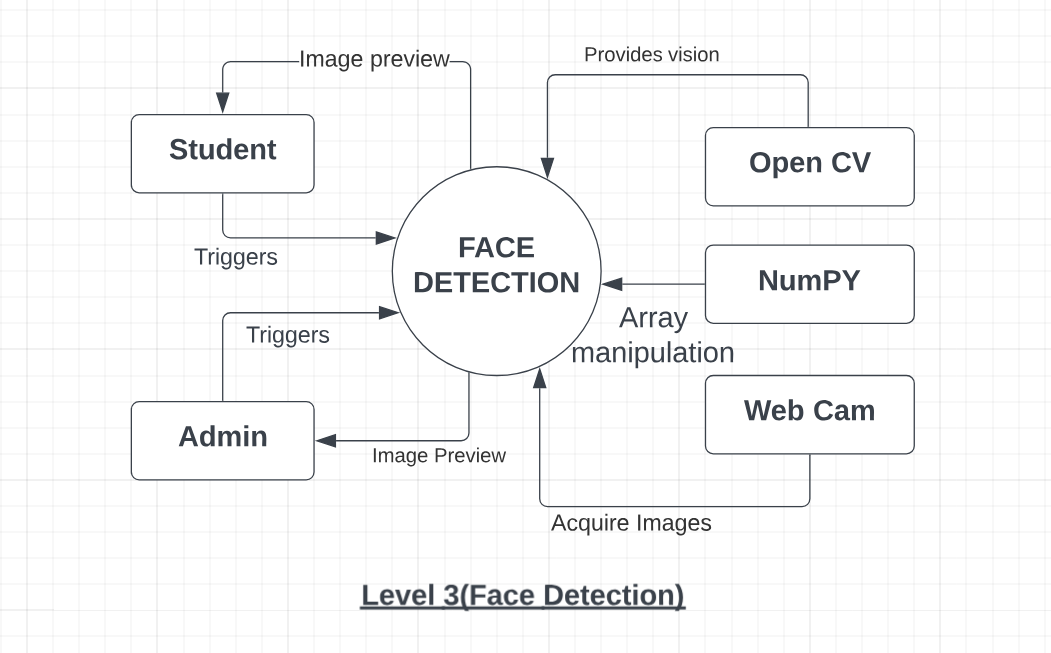 Image preview
Provides vision
Student
Open CV
Triggers
FACE
DETECTION
NumPY
Array
manipulation
Triggers
Admin
Web Cam
Image Preview
Acquire Images
Level 3(Face Detection)